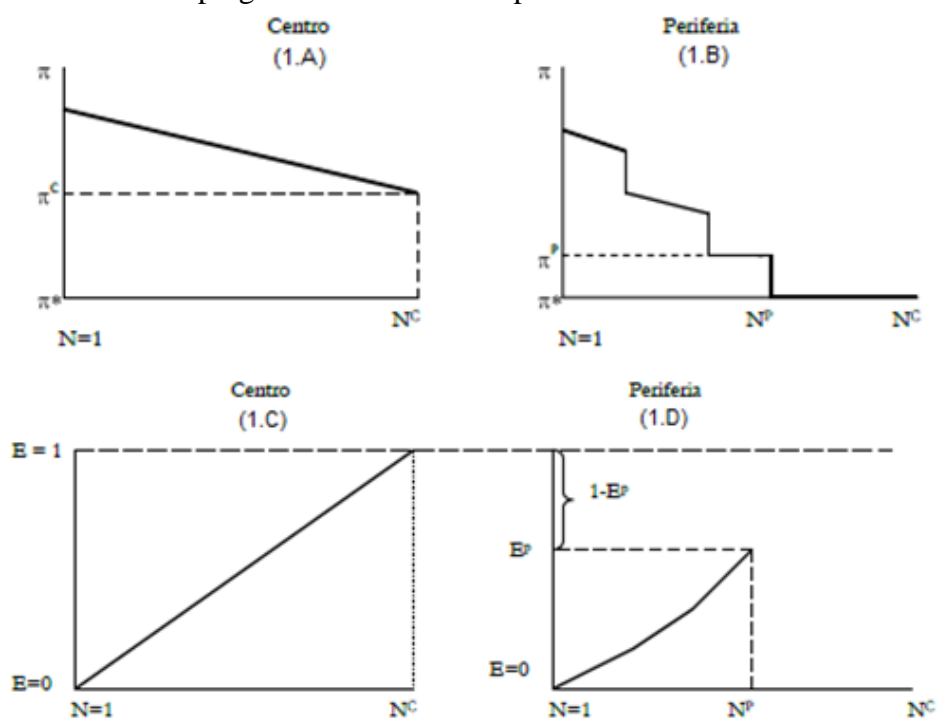 Centro
(1.A)
Periferia
(1.B)
π
π
π^C
π^P
π*
π*
N^C
N^P
N^C
N=1
N=1
Centro
(1.C)
Periferia
(1.D)
E = 1
1-E^P
E^P
E=0
E=0
N=1
N^C
N=1
N^P
N^C